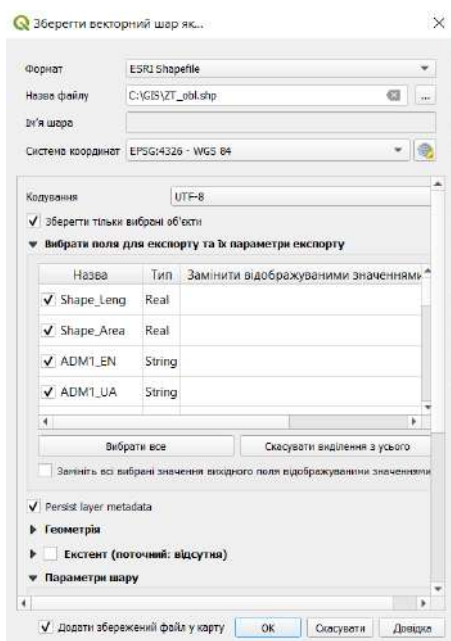 Зберегти векторний шар як...
Формат ESRI Shapefile
Назва файлу C:\GIS\ZT_obl.shp ...
Ім'я шара
Система координат EPSG:4326 - WGS 84
Кодування UTF-8
Зберегти тільки вибрані об'єкти
Вибрати поля для експорту та їх параметри експорту
Назва Тип Замінити відображуваними значеннями
Shape_Leng Real
Shape_Area Real
ADM1_EN String
ADM1_UA String
Вибрати все Скасувати виділення з усього
Замініть всі вибрані значення вихідного поля відображуваними значеннями
Persist layer metadata
Геометрія
Екстент (поточний: відсутня)
Параметри шару
Додати збережений файл у карту OK Скасувати Довідка